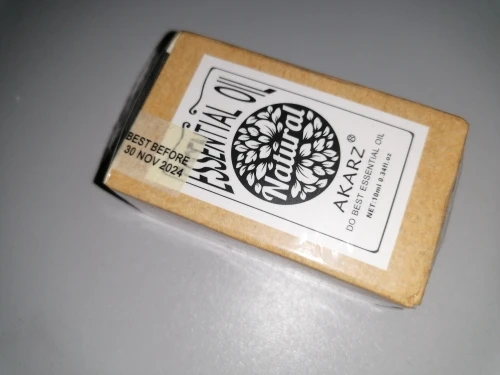 ESSENTIAL OIL
Natural
AKARZ ®
DO BEST ESSENTIAL OIL
NET:10ml 0.34fl.oz
BEST BEFORE
30 NOV 2024